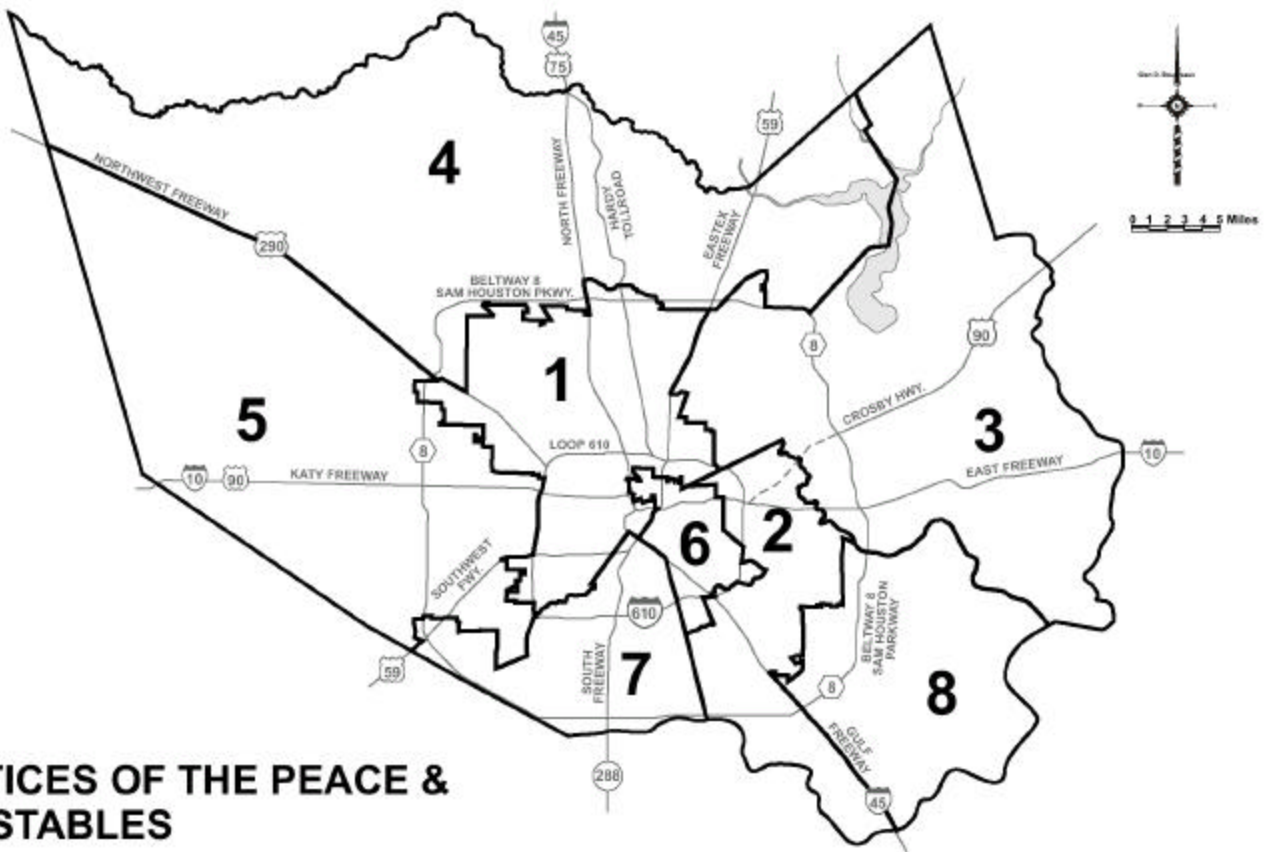 45
75
59
4
NORTHWEST FREEWAY
290
NORTH FREEWAY
HARDY
TOLLROAD
EASTEX
FREEWAY
0 1 2 3 4 5 Miles
BELTWAY 8
SAM HOUSTON PKWY.
1
8
90
5
CROSBY HWY.
3
8
LOOP 610
10
90
KATY FREEWAY
EAST FREEWAY
10
6
2
SOUTHWEST
FWY.
610
BELTWAY 8
SAM HOUSTON
PARKWAY
59
SOUTH
FREEWAY
7
8
8
GULF
FREEWAY
288
45
TICES OF THE PEACE &
STABLES